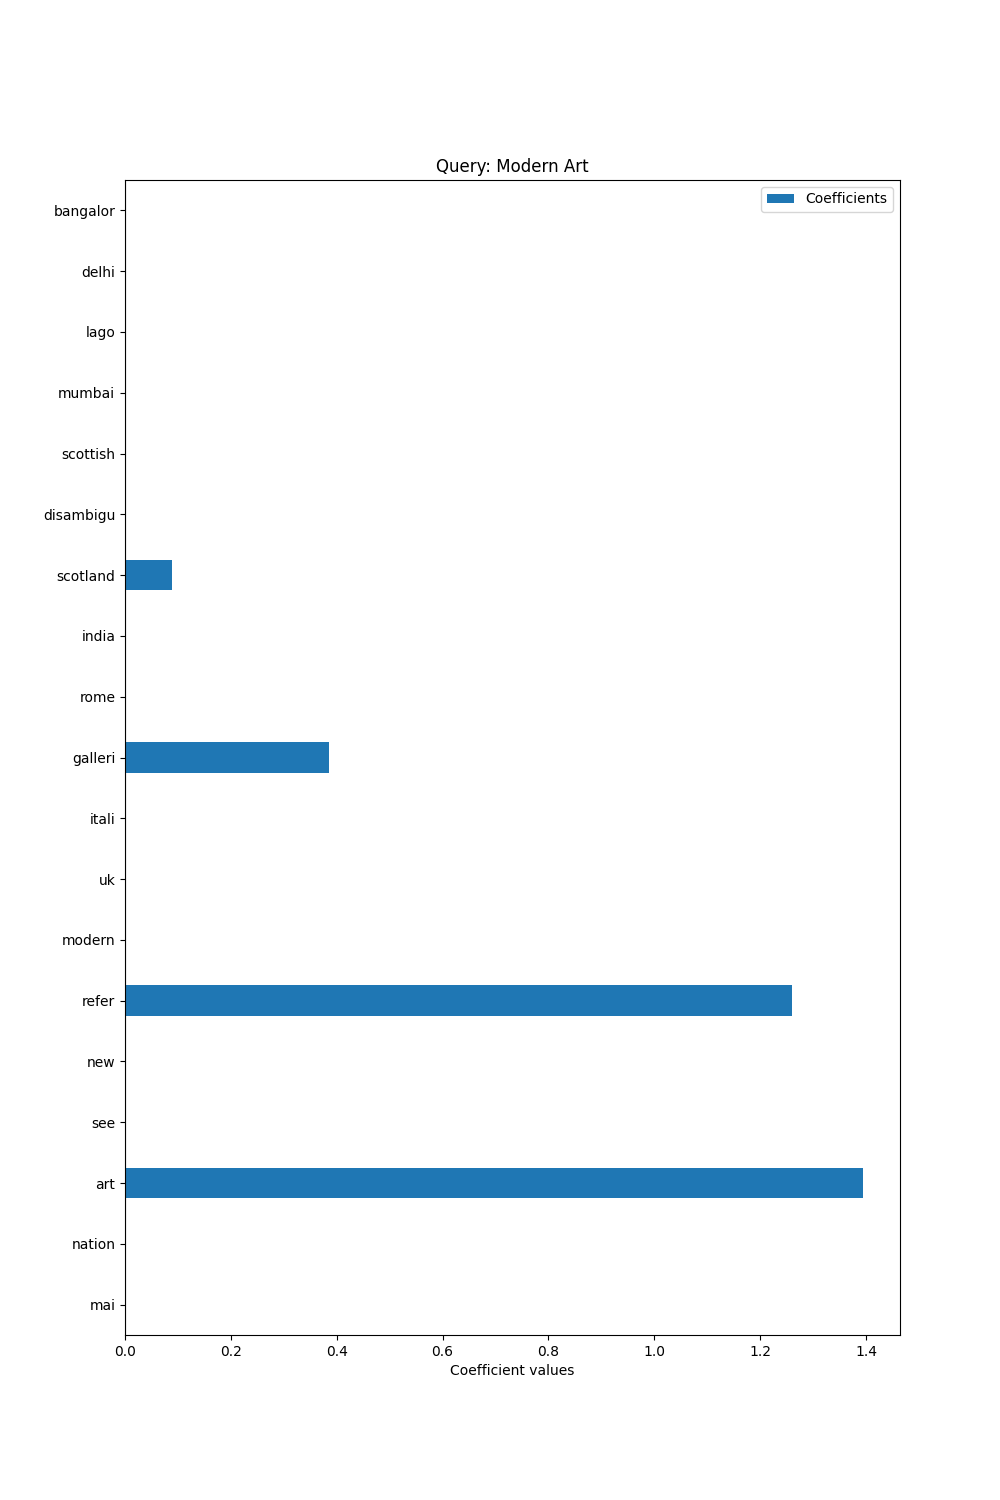 Query: Modern Art
Coefficients
bangalor
delhi
lago
mumbai
scottish
disambigu
scotland
india
rome
galleri
itali
uk
modern
refer
new
see
art
nation
mai
0.0 0.2 0.4 0.6 0.8 1.0 1.2 1.4
Coefficient values